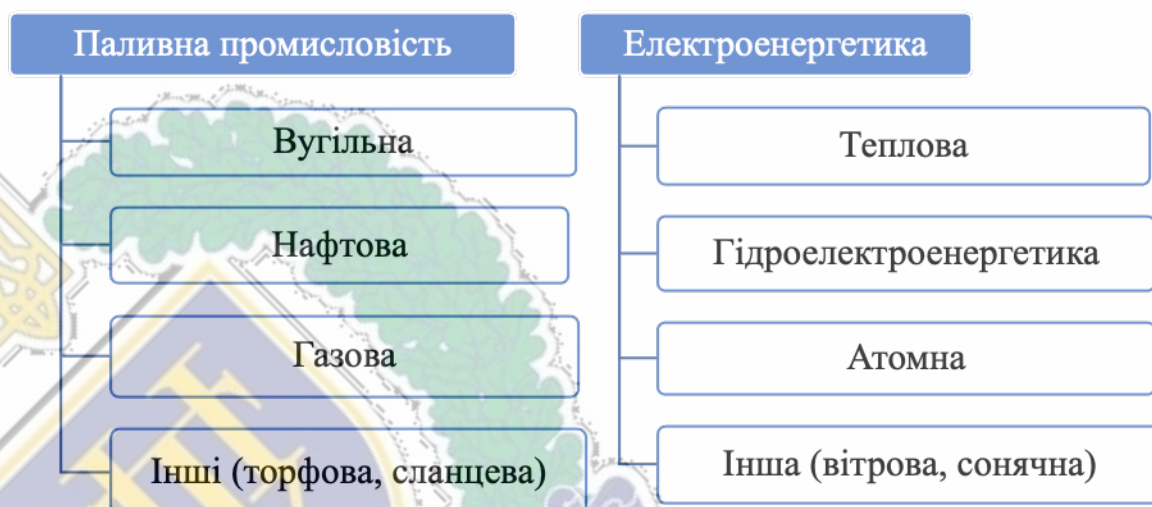 Паливна промисловість
Вугільна
Нафтова
Газова
Інші (торфова, сланцева)
Електроенергетика
Теплова
Гідроелектроенергетика
Атомна
Інша (вітрова, сонячна)